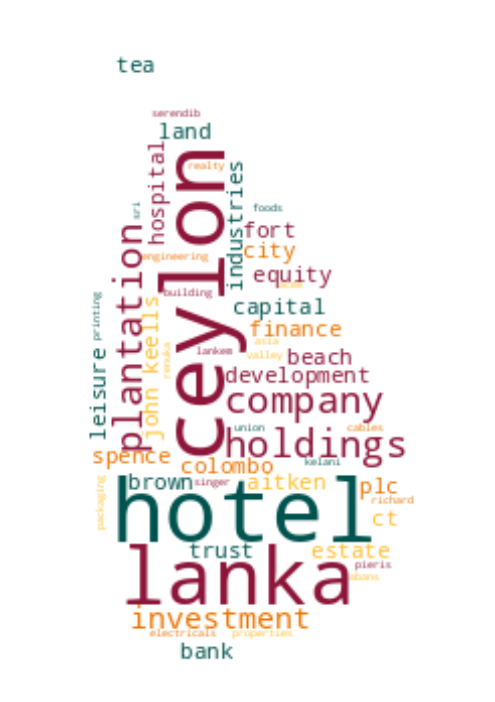 tea
serendib
land
hospital
realty
ceylon
industries
sri
foods
fort
city
engineering
plantation
equity
building
printing
john keells
capital
finance
asia
valley
lankem
renuka
beach
leisure
development
company
union
cables
holdings
spence
colombo
kelani
brown
singer
aitken
plc
packaging
richard
hotel
ct
trust
estate
lanka
pieris
abans
investment
electricals
properties
bank